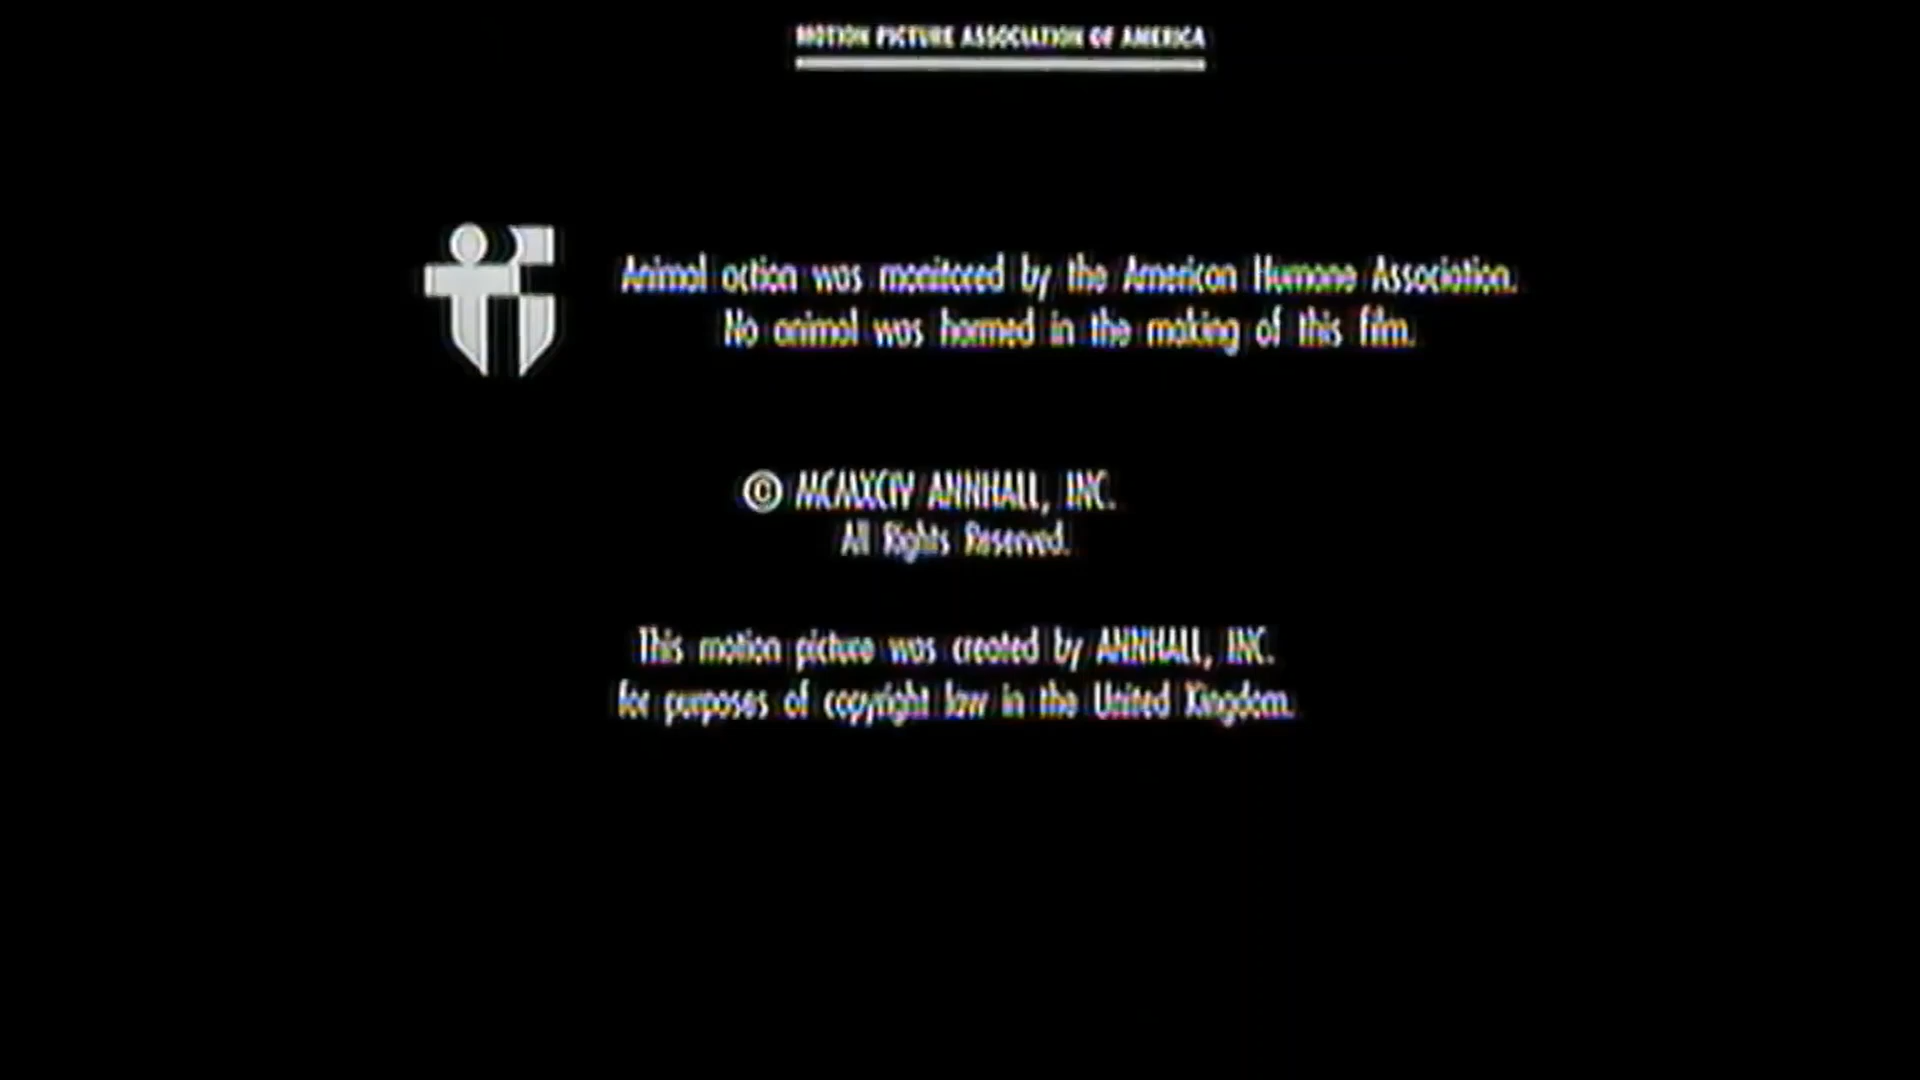 MOTION PICTURE ASSOCIATION OF AMERICA
Animal action was monitored by the American Humane Association.
No animal was harmed in the making of this film.
© MCMXCIV ANNHALL, INC.
All Rights Reserved.
This motion picture was created by ANNHALL, INC.
for purposes of copyright law in the United Kingdom.